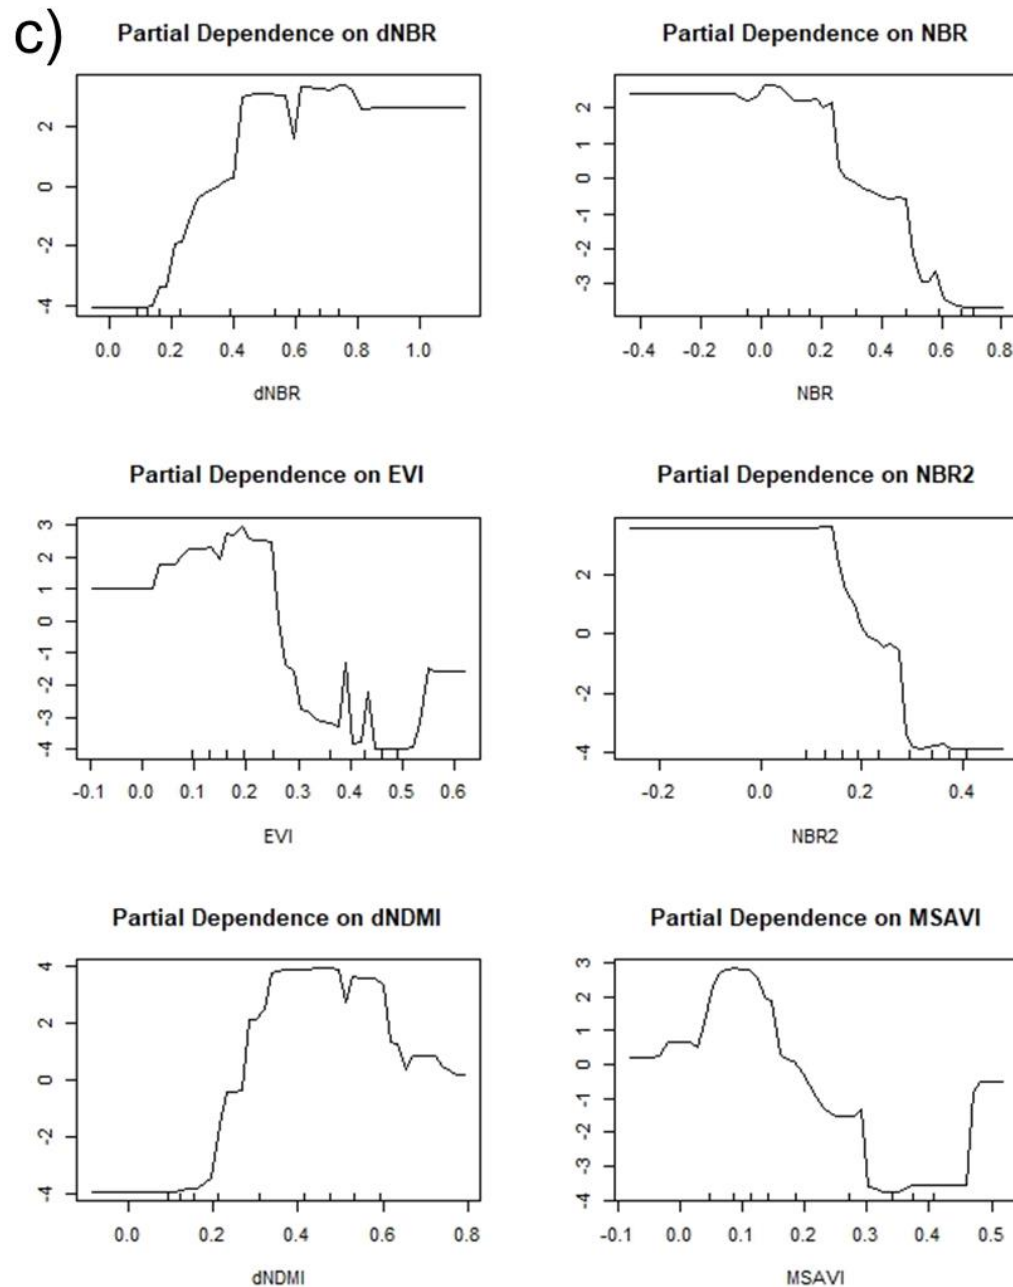 c)
Partial Dependence on dNBR
2
0
-2
-4
0.0 0.2 0.4 0.6 0.8 1.0
dNBR
Partial Dependence on NBR
2
1
0
-1
-2
-3
-0.4 -0.2 0.0 0.2 0.4 0.6 0.8
NBR
Partial Dependence on EVI
3
2
1
0
-1
-2
-3
-4
-0.1 0.0 0.1 0.2 0.3 0.4 0.5 0.6
EVI
Partial Dependence on NBR2
2
0
-2
-4
-0.2 0.0 0.2 0.4
NBR2
Partial Dependence on dNDMI
4
2
0
-2
-4
0.0 0.2 0.4 0.6 0.8
dNDMI
Partial Dependence on MSAVI
3
2
1
0
-1
-2
-3
-4
-0.1 0.0 0.1 0.2 0.3 0.4 0.5
MSAVI